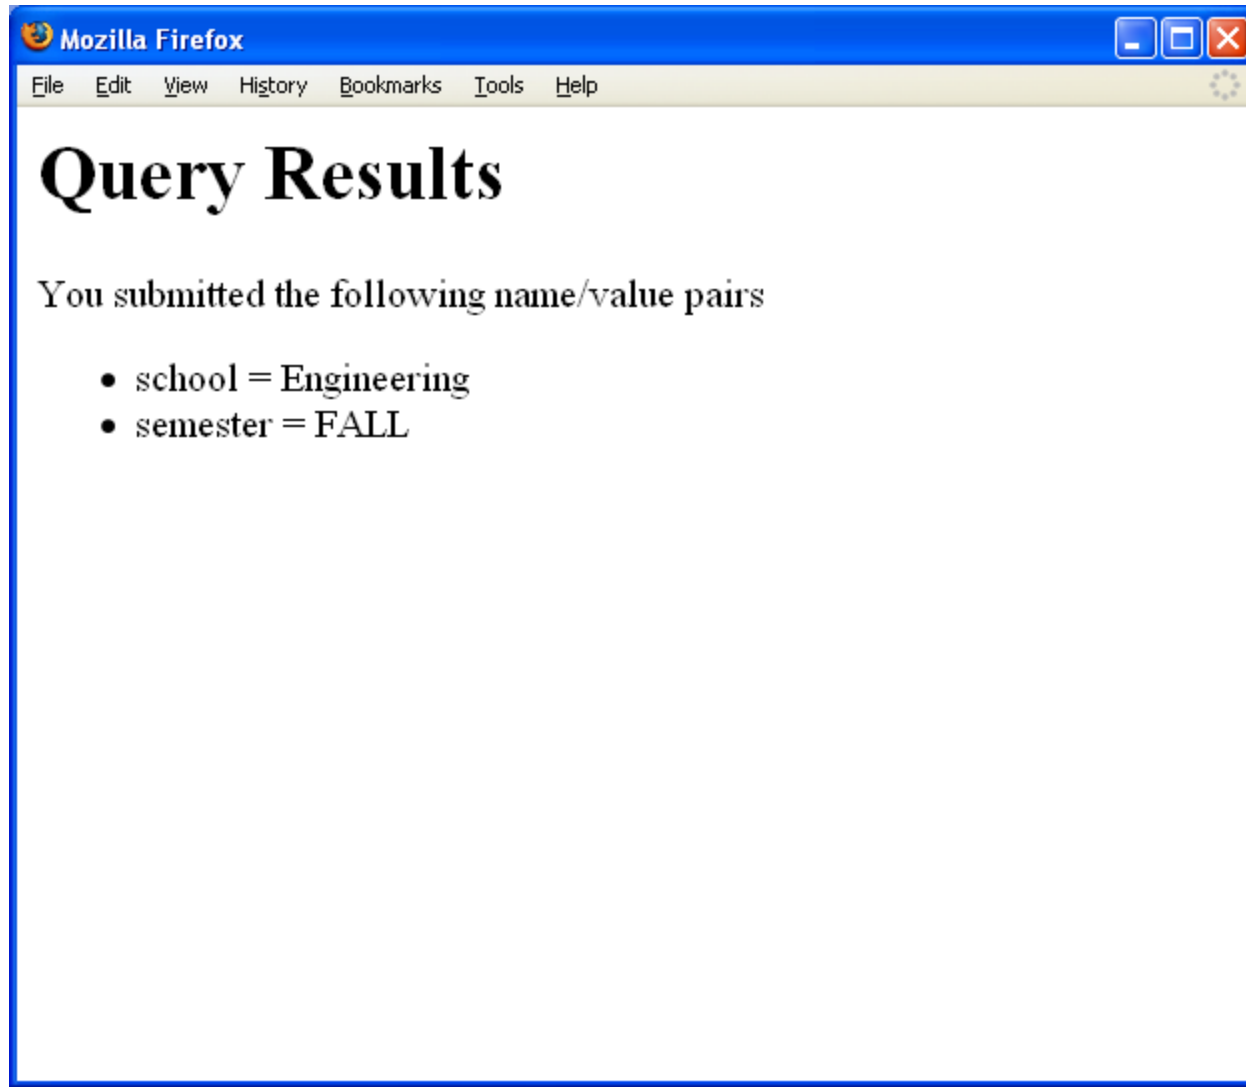 Mozilla Firefox
File Edit View History Bookmarks Tools Help
Query Results
You submitted the following name/value pairs
• school = Engineering
• semester = FALL